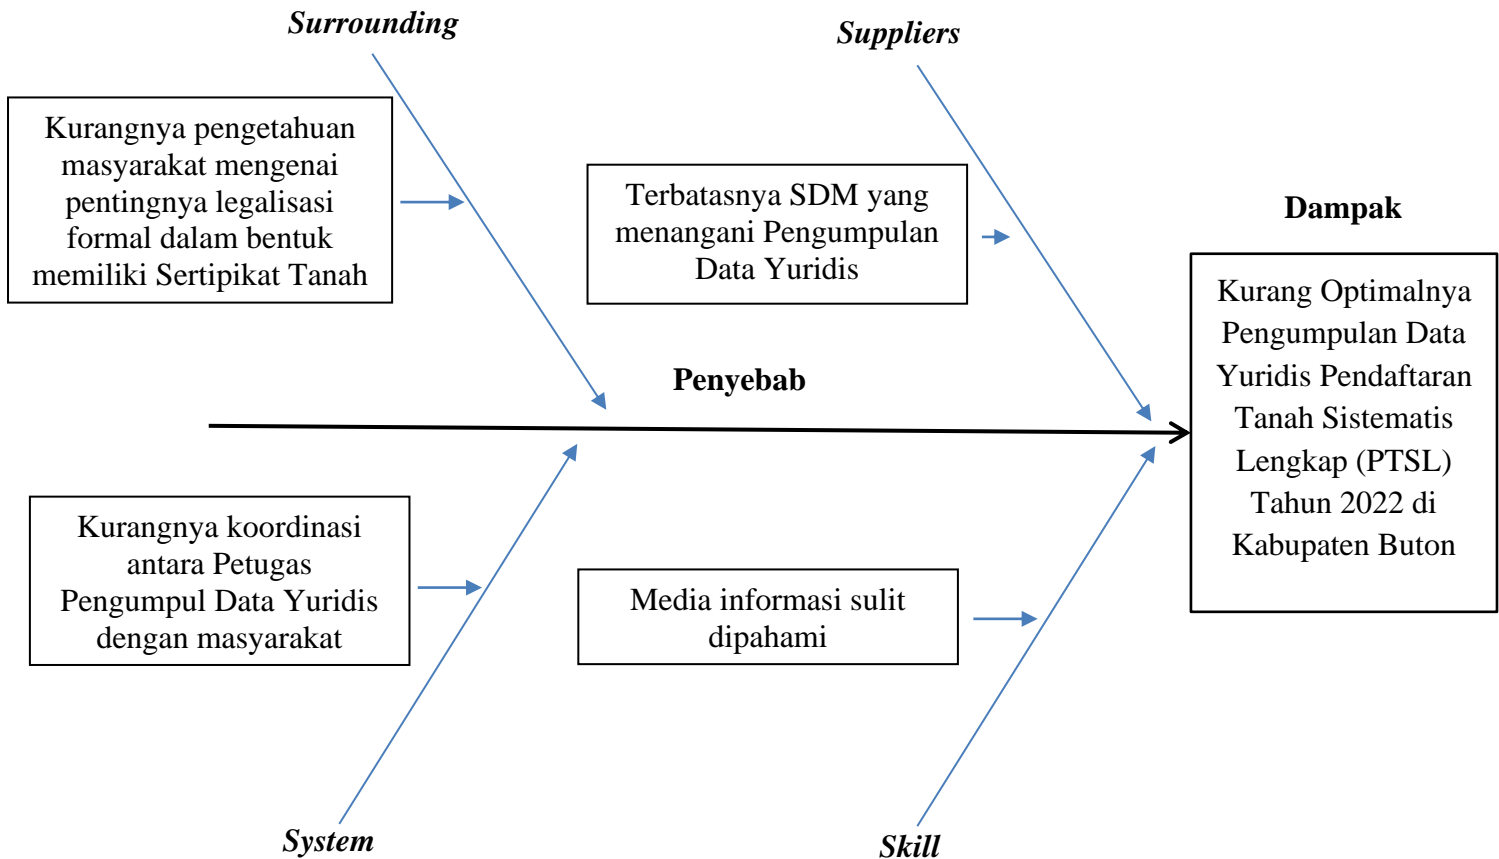 Surrounding
Suppliers
Kurangnya pengetahuan
masyarakat mengenai
pentingnya legalisasi
formal dalam bentuk
memiliki Sertipikat Tanah
Terbatasnya SDM yang
menangani Pengumpulan
Data Yuridis
Dampak
Kurang Optimalnya
Pengumpulan Data
Yuridis Pendaftaran
Tanah Sistematis
Lengkap (PTSL)
Tahun 2022 di
Kabupaten Buton
Penyebab
Kurangnya koordinasi
antara Petugas
Pengumpul Data Yuridis
dengan masyarakat
Media informasi sulit
dipahami
System
Skill